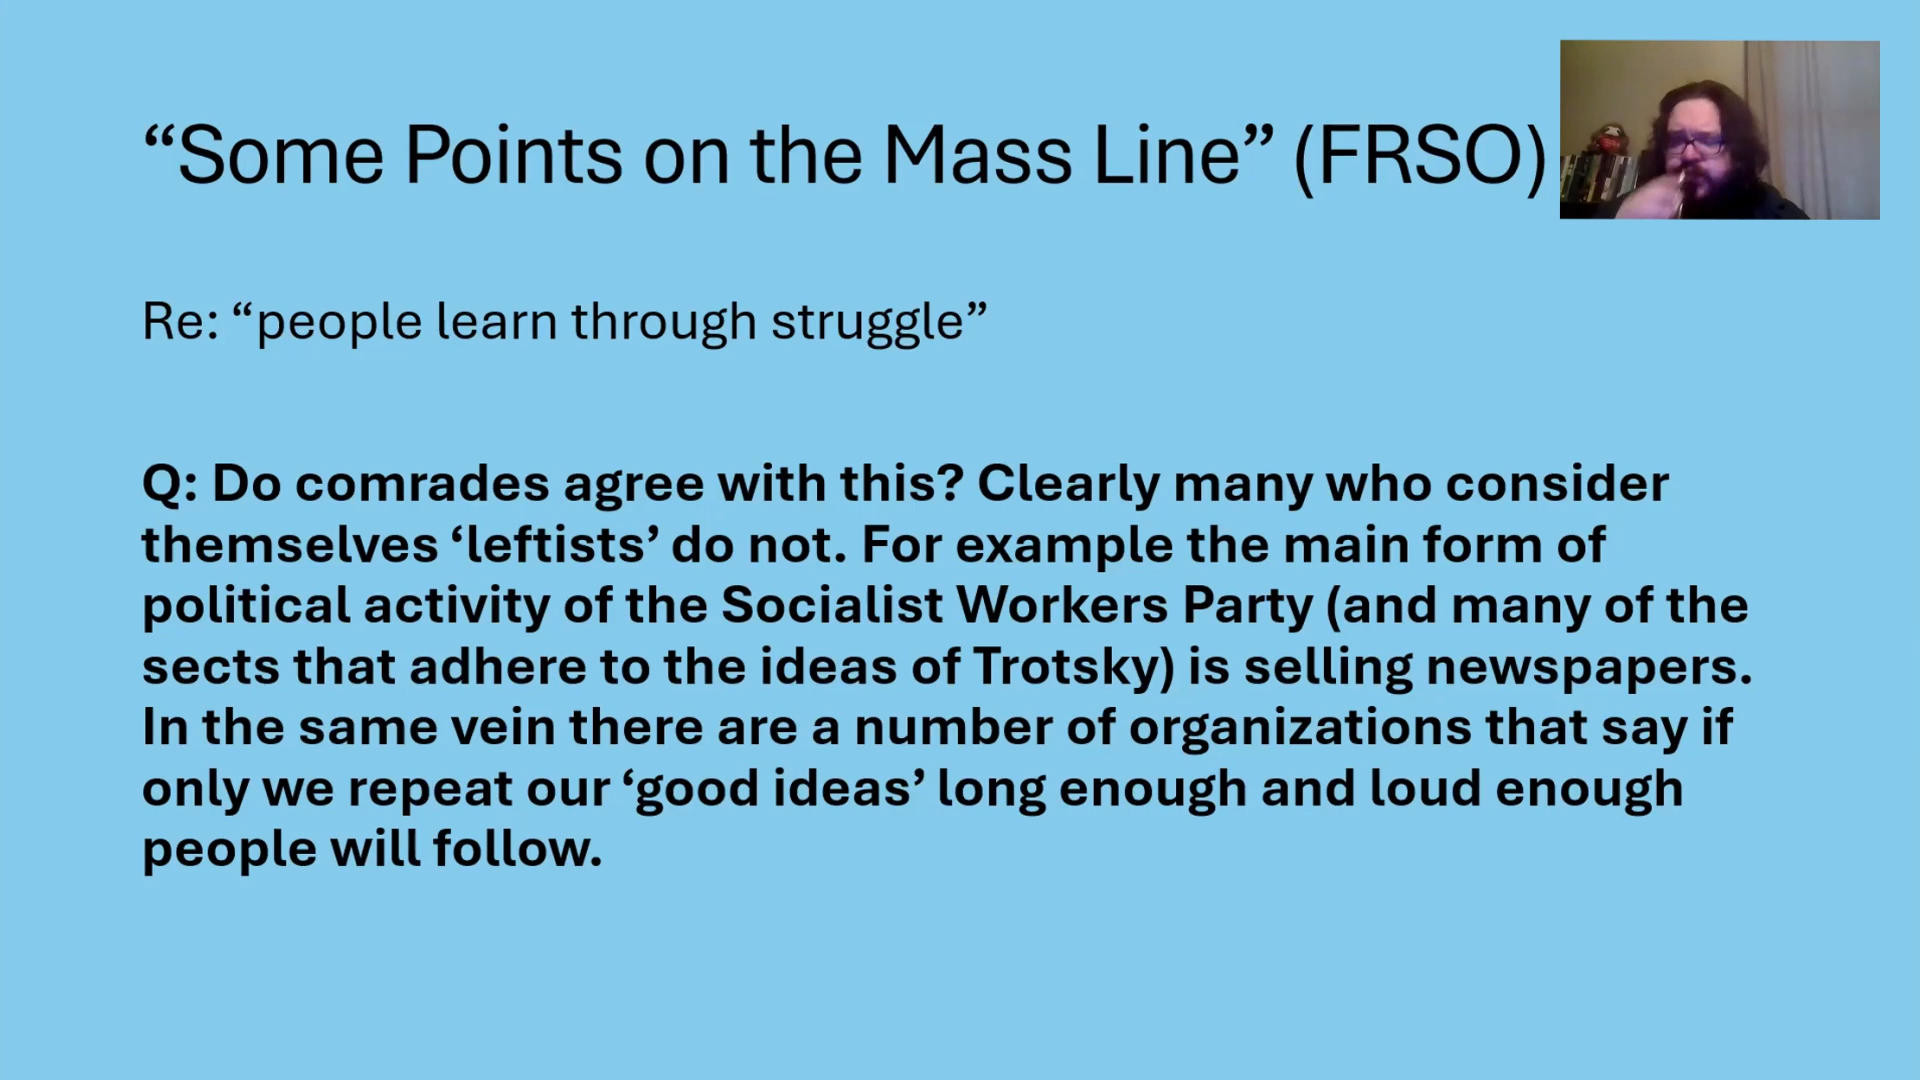 “Some Points on the Mass Line” (FRSO)
Re: “people learn through struggle”
Q: Do comrades agree with this? Clearly many who consider
themselves ‘leftists’ do not. For example the main form of
political activity of the Socialist Workers Party (and many of the
sects that adhere to the ideas of Trotsky) is selling newspapers.
In the same vein there are a number of organizations that say if
only we repeat our ‘good ideas’ long enough and loud enough
people will follow.